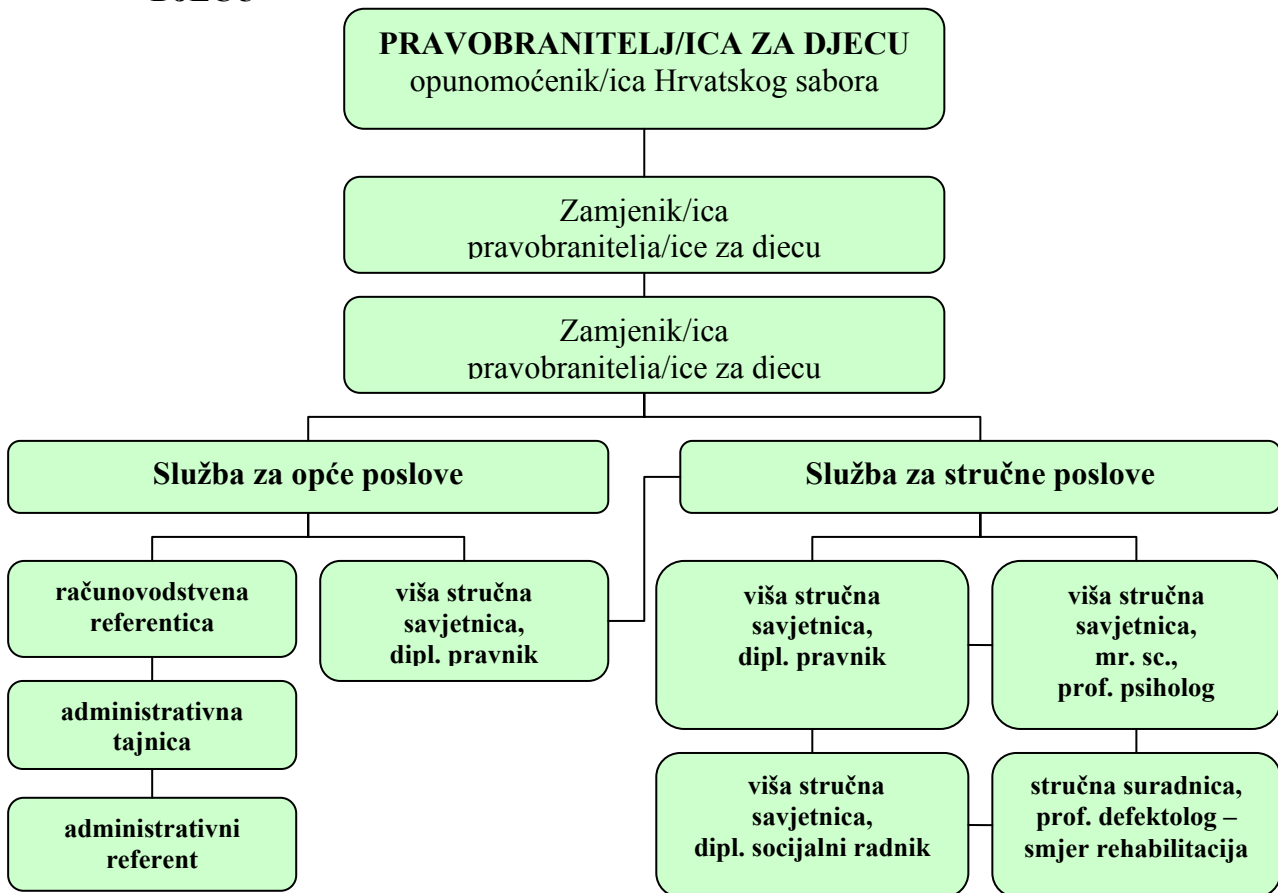 PRAVOBRANITELJ/ICA ZA DJECU
opunomoćenik/ica Hrvatskog sabora
Zamjenik/ica
pravobranitelja/ice za djecu
Zamjenik/ica
pravobranitelja/ice za djecu
Služba za opće poslove
Služba za stručne poslove
računovodstvena
referentica
viša stručna
savjetnica,
dipl. pravnik
administrativna
tajnica
administrativni
referent
viša stručna
savjetnica,
dipl. pravnik
viša stručna
savjetnica,
mr. sc.,
prof. psiholog
viša stručna
savjetnica,
dipl. socijalni radnik
stručna suradnica,
prof. defektolog –
smjer rehabilitacija